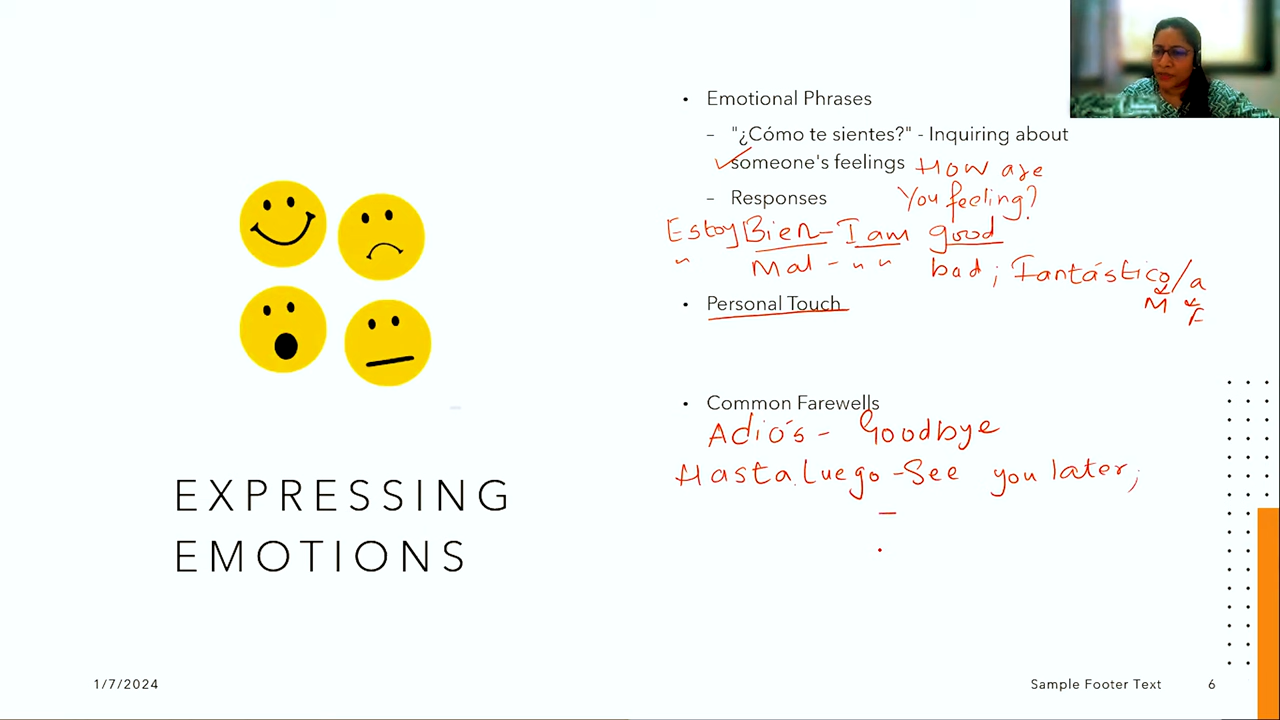 • Emotional Phrases
– "¿Cómo te sientes?" - Inquiring about
someone's feelings How are
You feeling?
– Responses
Estoy Bien - I am good
" Mal - " " bad ; Fantástico/a
M F
• Personal Touch
• Common Farewells
Adiós - Goodbye
Hasta Luego - See you later;
EXPRESSING
EMOTIONS
1/7/2024
Sample Footer Text 6